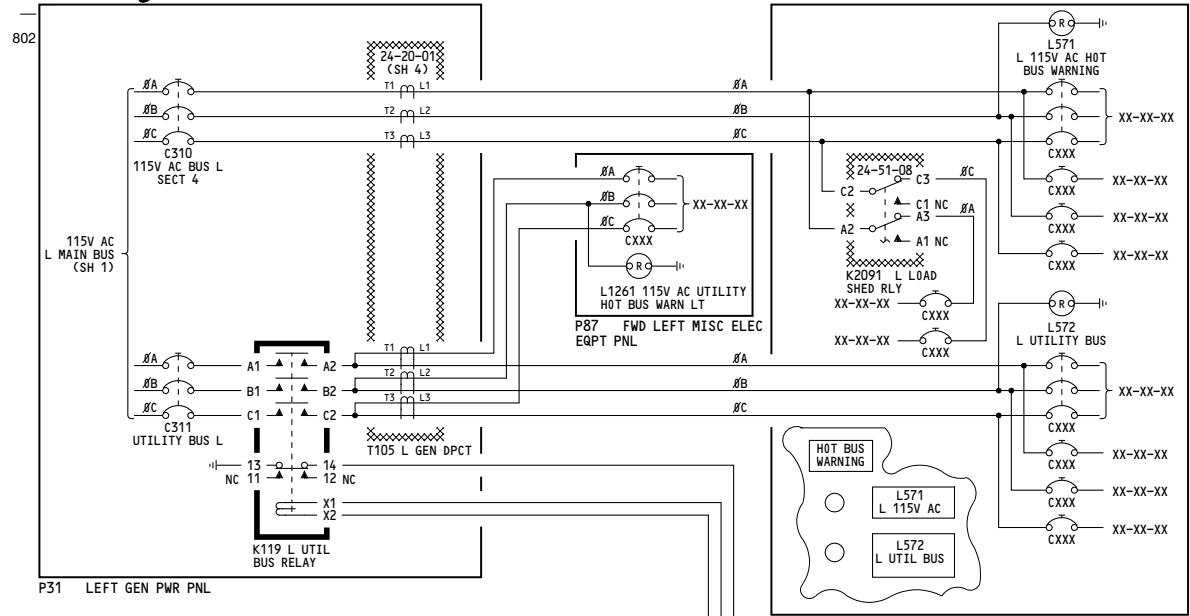 802
24-20-01
(SH 4)
ØA
T1 L1
ØA
ØB
T2 L2
ØB
ØC
T3 L3
ØC
C310
115V AC BUS L
SECT 4
R
L571
L 115V AC HOT
BUS WARNING
XX-XX-XX
CXXX
XX-XX-XX
CXXX
XX-XX-XX
CXXX
XX-XX-XX
CXXX
115V AC
L MAIN BUS
(SH 1)
ØA
ØB
XX-XX-XX
ØC
CXXX
R
L1261 115V AC UTILITY
HOT BUS WARN LT
P87 FWD LEFT MISC ELEC
EQPT PNL
24-51-08
C2
C3
ØC
C1 NC
A3
ØA
A2
A1 NC
K2091 L LOAD
SHED RLY
XX-XX-XX
CXXX
XX-XX-XX
CXXX
R
L572
L UTILITY BUS
ØA
A1
A2
T1 L1
ØA
ØB
B1
B2
T2 L2
ØB
XX-XX-XX
ØC
C1
C2
T3 L3
ØC
CXXX
C311
UTILITY BUS L
T105 L GEN DPCT
13
14
NC 11
12 NC
X1
X2
K119 L UTIL
BUS RELAY
XX-XX-XX
CXXX
XX-XX-XX
CXXX
XX-XX-XX
CXXX
HOT BUS
WARNING
L571
L 115V AC
L572
L UTIL BUS
P31 LEFT GEN PWR PNL